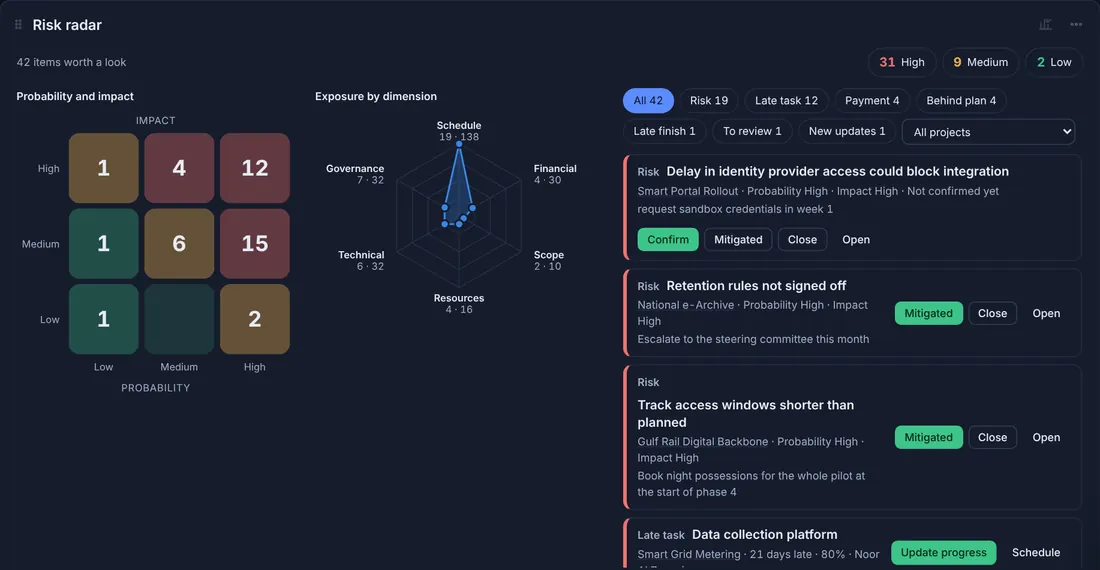 Risk radar
42 items worth a look
31 High
9 Medium
2 Low
Probability and impact
IMPACT
High 1 4 12
Medium 1 6 15
Low 1 2
Low Medium High
PROBABILITY
Exposure by dimension
Schedule
19 · 138
Governance
7 · 32
Financial
4 · 30
Technical
6 · 32
Scope
2 · 10
Resources
4 · 16
All 42
Risk 19
Late task 12
Payment 4
Behind plan 4
Late finish 1
To review 1
New updates 1
All projects
Risk Delay in identity provider access could block integration
Smart Portal Rollout · Probability High · Impact High · Not confirmed yet
request sandbox credentials in week 1
Confirm Mitigated Close Open
Risk Retention rules not signed off
National e-Archive · Probability High · Impact
High
Escalate to the steering committee this month
Mitigated Close Open
Risk
Track access windows shorter than
planned
Gulf Rail Digital Backbone · Probability High ·
Impact High
Book night possessions for the whole pilot at
the start of phase 4
Mitigated Close Open
Late task Data collection platform
Smart Grid Metering · 21 days late · 80% · Noor
Update progress Schedule